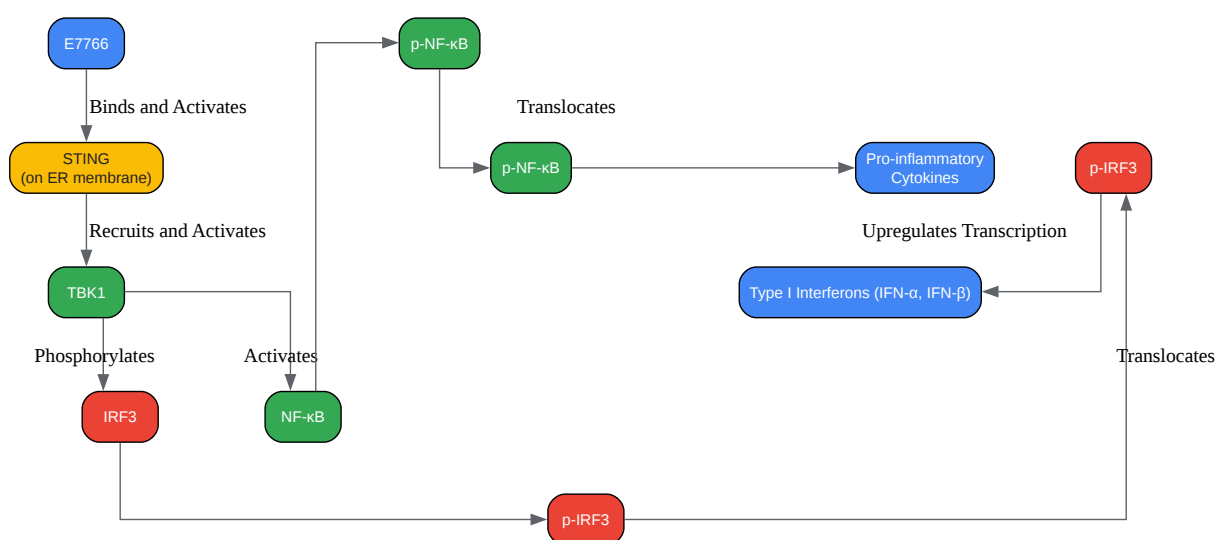 E7766
p-NF-κB
Binds and Activates
Translocates
STING
(on ER membrane)
p-NF-κB
Pro-inflammatory
Cytokines
p-IRF3
Recruits and Activates
Upregulates Transcription
TBK1
Type I Interferons (IFN-α, IFN-β)
Phosphorylates
Activates
Translocates
IRF3
NF-κB
p-IRF3